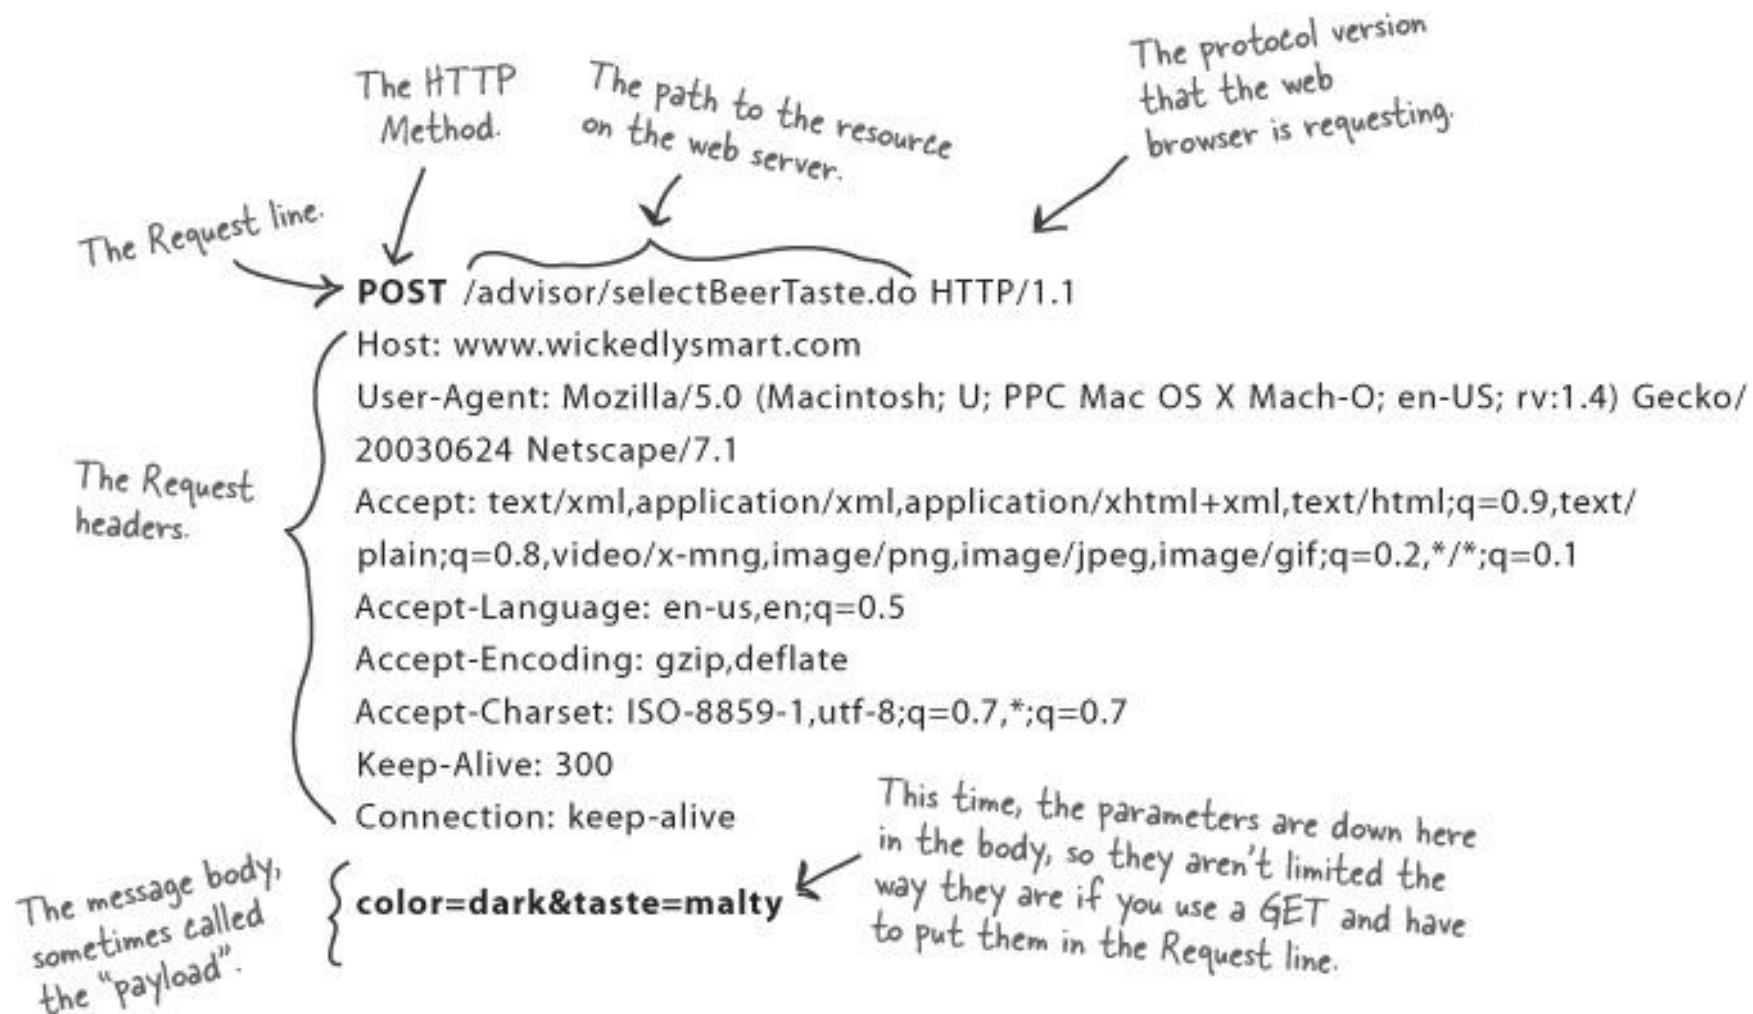 The HTTP
Method.
The path to the resource
on the web server.
The protocol version
that the web
browser is requesting.
The Request line.
POST /advisor/selectBeerTaste.do HTTP/1.1
Host: www.wickedlysmart.com
User-Agent: Mozilla/5.0 (Macintosh; U; PPC Mac OS X Mach-O; en-US; rv:1.4) Gecko/
20030624 Netscape/7.1
Accept: text/xml,application/xml,application/xhtml+xml,text/html;q=0.9,text/
plain;q=0.8,video/x-mng,image/png,image/jpeg,image/gif;q=0.2,*/*;q=0.1
Accept-Language: en-us,en;q=0.5
Accept-Encoding: gzip,deflate
Accept-Charset: ISO-8859-1,utf-8;q=0.7,*;q=0.7
Keep-Alive: 300
Connection: keep-alive
The Request
headers.
color=dark&taste=malty
The message body,
sometimes called
the "payload".
This time, the parameters are down here
in the body, so they aren't limited the
way they are if you use a GET and have
to put them in the Request line.